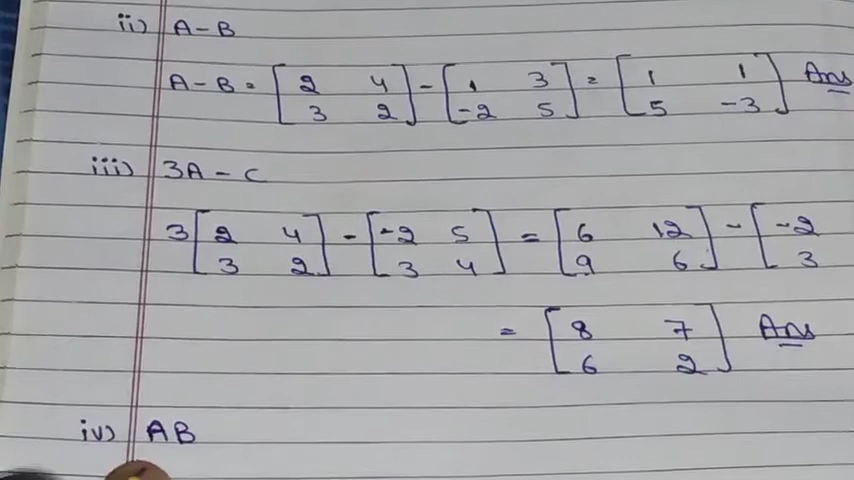 ii) A-B
A-B = [2 4] - [1 3] = [1 1] Ans
[3 2] [-2 5] [5 -3]
iii) 3A - C
3[2 4] - [-2 5] = [6 12] - [-2
[3 2] [3 4] [9 6] [3
= [8 7] Ans
[6 2]
iv) AB